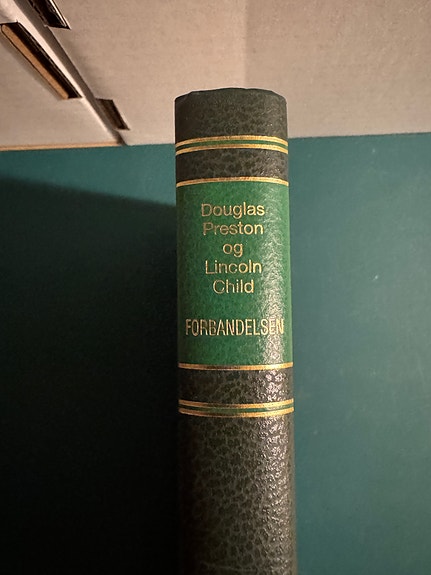 Douglas
Preston
og
Lincoln
Child
FORBANDELSEN